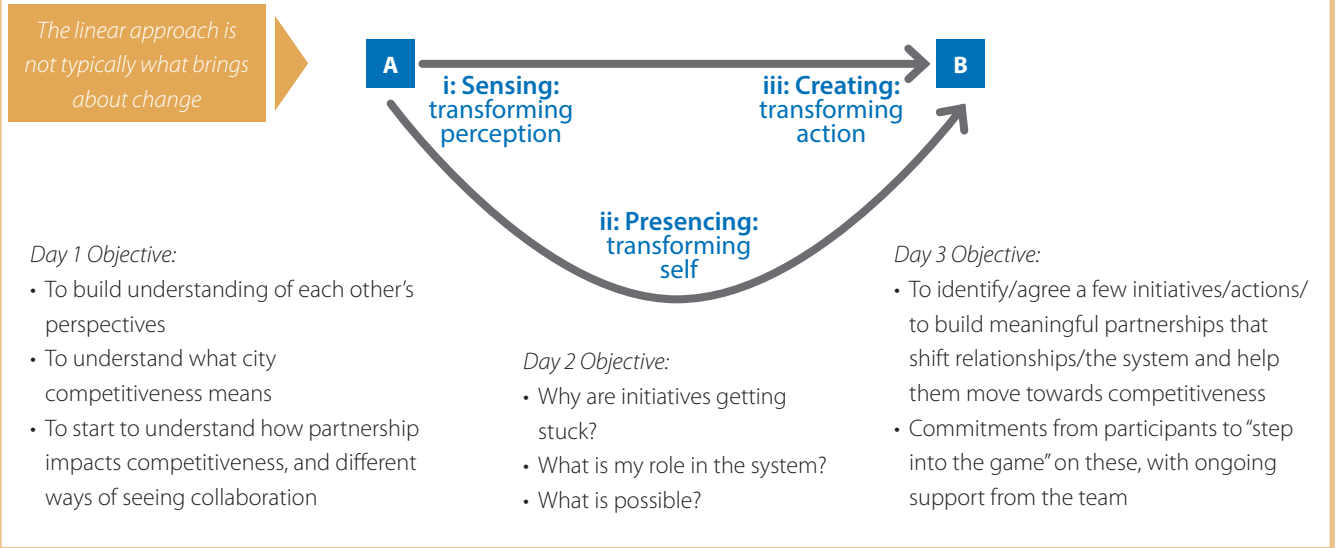 The linear approach is
not typically what brings
about change
A
B
i: Sensing:
transforming
perception
iii: Creating:
transforming
action
ii: Presencing:
transforming
self
Day 1 Objective:
• To build understanding of each other’s
perspectives
• To understand what city
competitiveness means
• To start to understand how partnership
impacts competitiveness, and different
ways of seeing collaboration
Day 2 Objective:
• Why are initiatives getting
stuck?
• What is my role in the system?
• What is possible?
Day 3 Objective:
• To identify/agree a few initiatives/actions/
to build meaningful partnerships that
shift relationships/the system and help
them move towards competitiveness
• Commitments from participants to “step
into the game” on these, with ongoing
support from the team